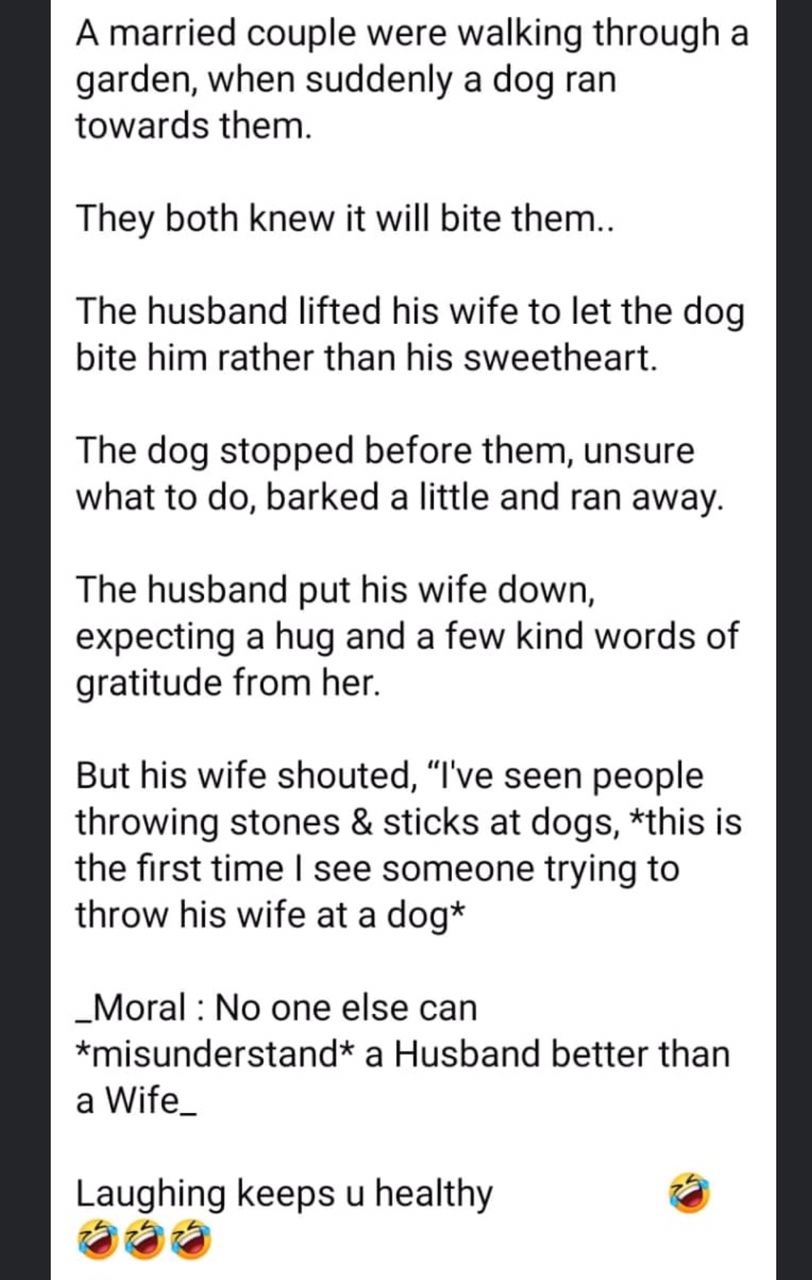 A married couple were walking through a
garden, when suddenly a dog ran
towards them.
They both knew it will bite them..
The husband lifted his wife to let the dog
bite him rather than his sweetheart.
The dog stopped before them, unsure
what to do, barked a little and ran away.
The husband put his wife down,
expecting a hug and a few kind words of
gratitude from her.
But his wife shouted, “I've seen people
throwing stones & sticks at dogs, *this is
the first time I see someone trying to
throw his wife at a dog*
_Moral : No one else can
*misunderstand* a Husband better than
a Wife_
Laughing keeps u healthy 🤣
🤣🤣🤣